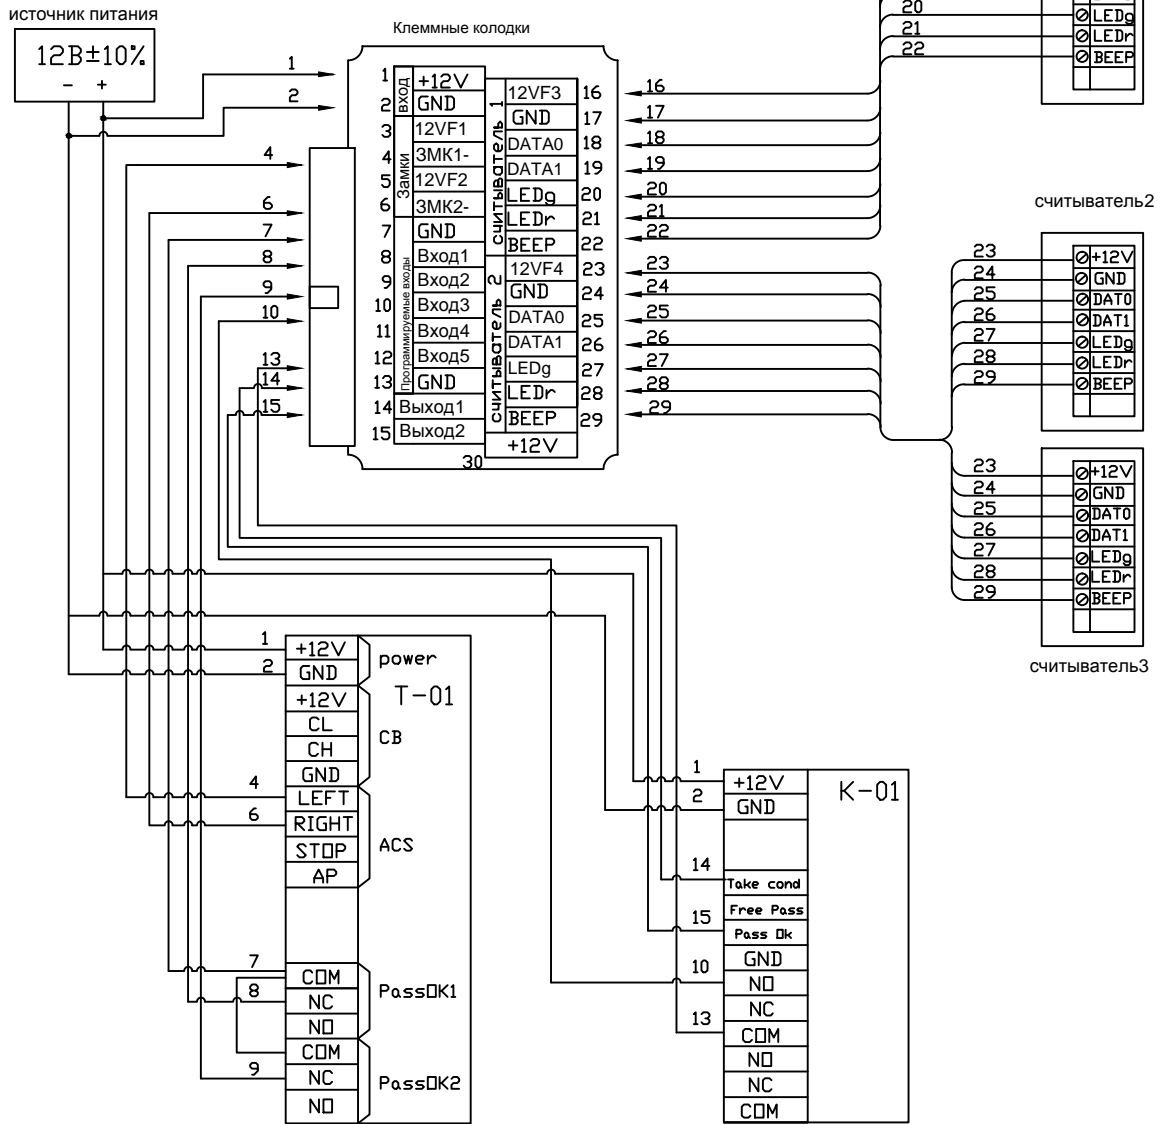 источник питания
12В±10%
- +
Клеммные колодки
1
2
4
6
7
8
9
10
13
14
15
вход
Замки
Программируемые входы
1 +12V
2 GND
3 12VF1
4 ЗМК1-
5 12VF2
6 ЗМК2-
7 GND
8 Вход1
9 Вход2
10 Вход3
11 Вход4
12 Вход5
13 GND
14 Выход1
15 Выход2
30
считыватель 1
12VF3 16
GND 17
DATA0 18
DATA1 19
LEDg 20
LEDr 21
BEEP 22
считыватель 2
12VF4 23
GND 24
DATA0 25
DATA1 26
LEDg 27
LEDr 28
BEEP 29
+12V
16
17
18
19
20
21
22
23
24
25
26
27
28
29
20 LEDg
21 LEDr
22 BEEP
считыватель2
23 +12V
24 GND
25 DAT0
26 DAT1
27 LEDg
28 LEDr
29 BEEP
23 +12V
24 GND
25 DAT0
26 DAT1
27 LEDg
28 LEDr
29 BEEP
считыватель3
T-01
1 +12V
2 GND
power
+12V
CL
CH
GND
CB
4 LEFT
6 RIGHT
STOP
AP
ACS
7 COM
8 NC
NO
PassOK1
COM
9 NC
NO
PassOK2
K-01
1 +12V
2 GND
14 Take cond
Free Pass
15 Pass Ok
GND
10 NO
NC
13 COM
NO
NC
COM